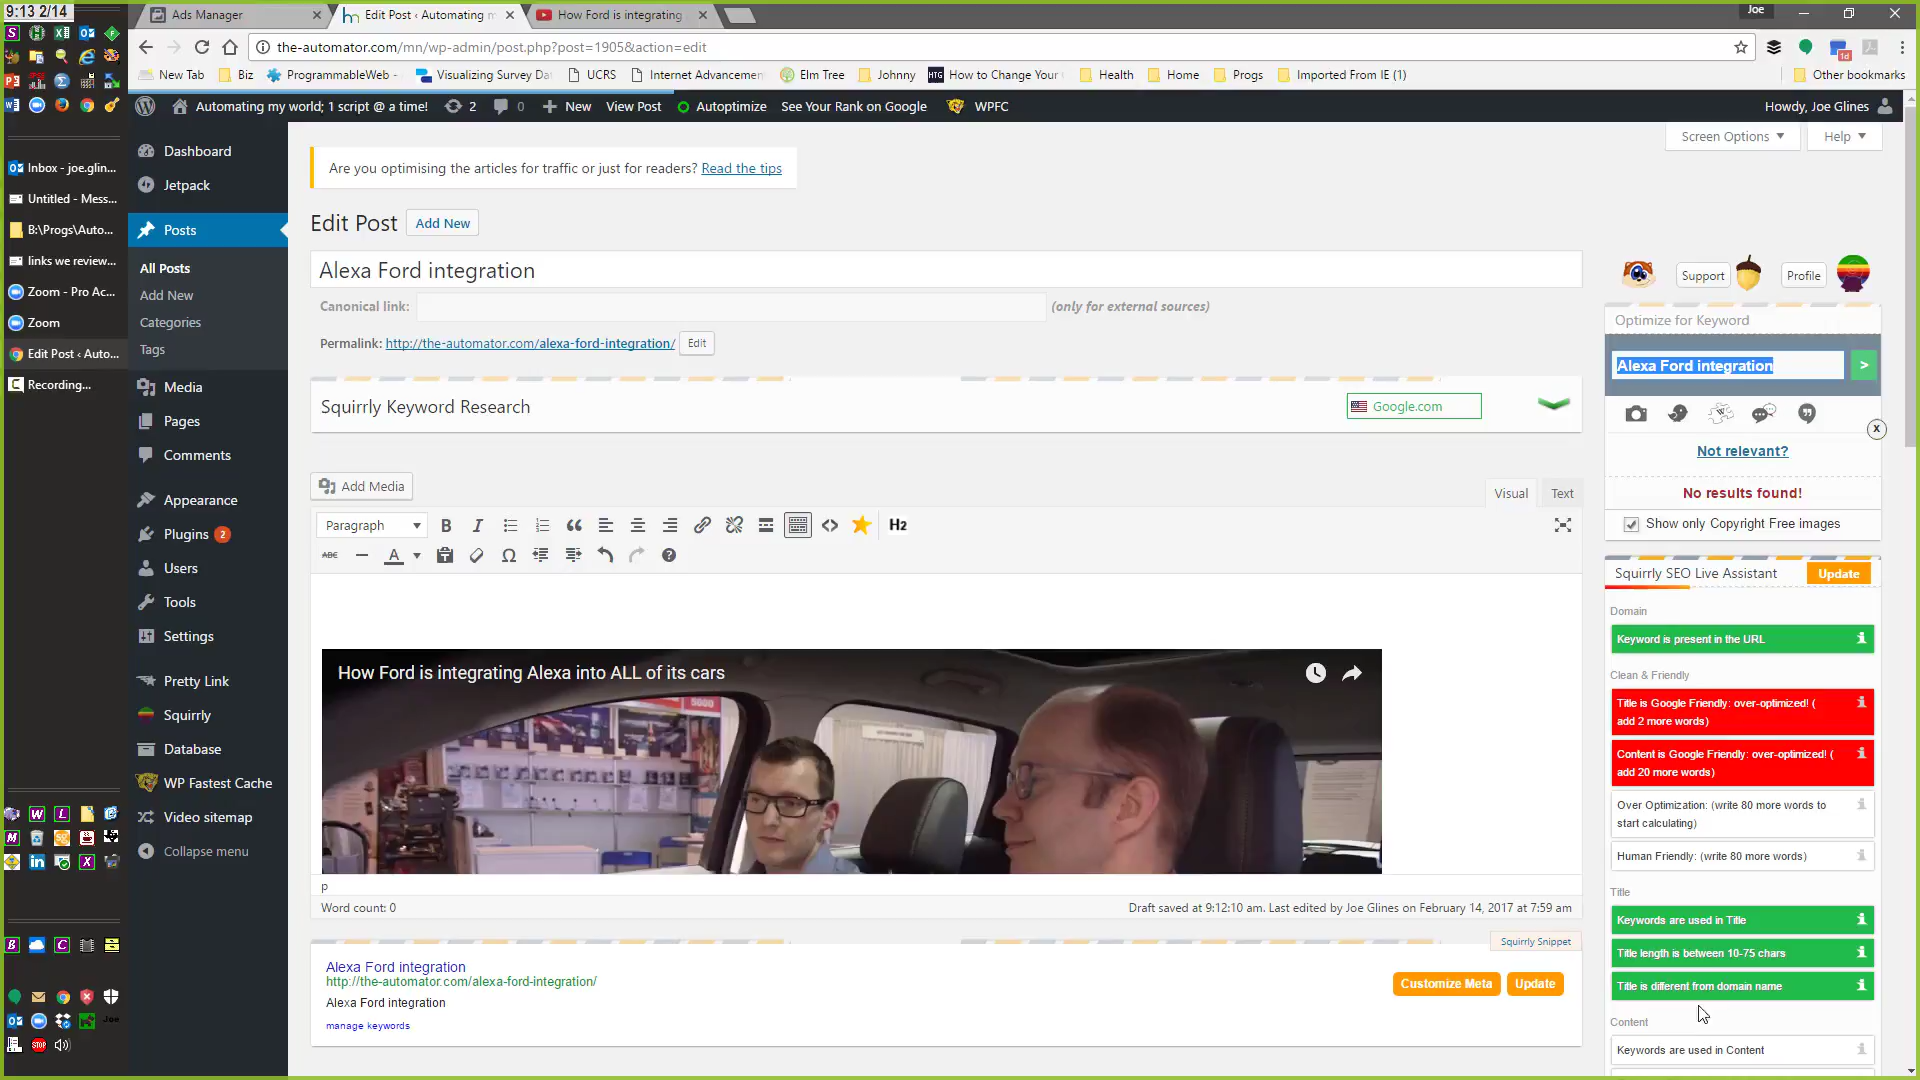 9:13 2/14
Ads Manager
Edit Post ‹ Automating m
How Ford is integrating
Joe
the-automator.com/mn/wp-admin/post.php?post=1905&action=edit
New Tab
Biz
ProgrammableWeb -
Visualizing Survey Da
UCRS
Internet Advancemen
Elm Tree
Johnny
HTG
How to Change Your
Health
Home
Progs
Imported From IE (1)
Other bookmarks
Automating my world; 1 script @ a time!
2
0
New
View Post
Autoptimize
See Your Rank on Google
WPFC
Howdy, Joe Glines
Inbox - joe.glin...
Untitled - Mess...
B:\Progs\Auto...
links we review...
Zoom - Pro Ac...
Zoom
Edit Post ‹ Auto...
Recording...
Dashboard
Jetpack
Posts
All Posts
Add New
Categories
Tags
Media
Pages
Comments
Appearance
Plugins 2
Users
Tools
Settings
Pretty Link
Squirrly
Database
WP Fastest Cache
Video sitemap
Collapse menu
Screen Options
Help
Are you optimising the articles for traffic or just for readers? Read the tips
Edit Post
Add New
Alexa Ford integration
Canonical link:
(only for external sources)
Permalink: http://the-automator.com/alexa-ford-integration/
Edit
Squirrly Keyword Research
Google.com
Add Media
Visual
Text
Paragraph
B
I
H2
ABC
A
How Ford is integrating Alexa into ALL of its cars
5000
p
Word count: 0
Draft saved at 9:12:10 am. Last edited by Joe Glines on February 14, 2017 at 7:59 am
Squirrly Snippet
Alexa Ford integration
http://the-automator.com/alexa-ford-integration/
Alexa Ford integration
manage keywords
Customize Meta
Update
Support
Profile
Optimize for Keyword
Alexa Ford integration
>
Not relevant?
X
No results found!
Show only Copyright Free images
Squirrly SEO Live Assistant
Update
Domain
Keyword is present in the URL
Clean & Friendly
Title is Google Friendly: over-optimized! (
add 2 more words)
Content is Google Friendly: over-optimized! (
add 20 more words)
Over Optimization: (write 80 more words to
start calculating)
Human Friendly: (write 80 more words)
Title
Keywords are used in Title
Title length is between 10-75 chars
Title is different from domain name
Content
Keywords are used in Content